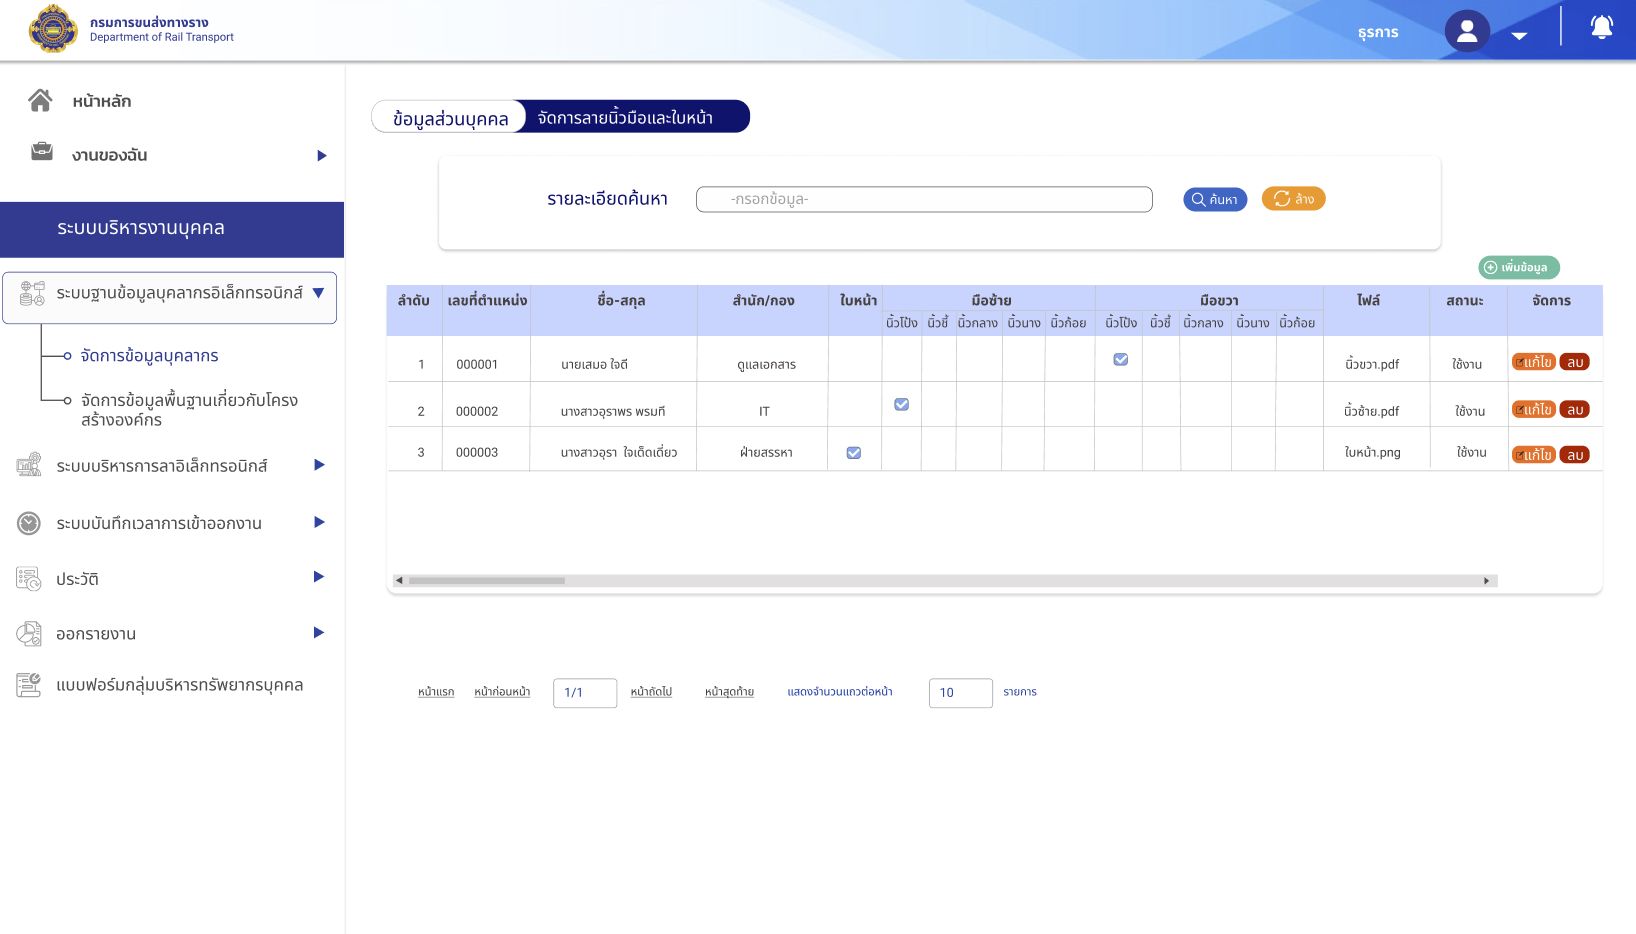 กรมการขนส่งทางราง
Department of Rail Transport
ธุรการ
หน้าหลัก
งานของฉัน
ระบบบริหารงานบุคคล
ระบบฐานข้อมูลบุคลากรอิเล็กทรอนิกส์
จัดการข้อมูลบุคลากร
จัดการข้อมูลพื้นฐานเกี่ยวกับโครง
สร้างองค์กร
ระบบบริหารการลาอิเล็กทรอนิกส์
ระบบบันทึกเวลาการเข้าออกงาน
ประวัติ
ออกรายงาน
แบบฟอร์มกลุ่มบริหารทรัพยากรบุคคล
ข้อมูลส่วนบุคคล จัดการลายนิ้วมือและใบหน้า
รายละเอียดค้นหา -กรอกข้อมูล- ค้นหา ล้าง
เพิ่มข้อมูล
ลำดับ เลขที่ตำแหน่ง ชื่อ-สกุล สำนัก/กอง ใบหน้า มือซ้าย มือขวา ไฟล์ สถานะ จัดการ
นิ้วโป้ง นิ้วชี้ นิ้วกลาง นิ้วนาง นิ้วก้อย นิ้วโป้ง นิ้วชี้ นิ้วกลาง นิ้วนาง นิ้วก้อย
1 000001 นายเสมอ ใจดี ดูแลเอกสาร นิ้วขวา.pdf ใช้งาน แก้ไข ลบ
2 000002 นางสาวอุราพร พรมที IT นิ้วซ้าย.pdf ใช้งาน แก้ไข ลบ
3 000003 นางสาวอุรา ใจเด็ดเดี่ยว ฝ่ายสรรหา ใบหน้า.png ใช้งาน แก้ไข ลบ
หน้าแรก หน้าก่อนหน้า 1/1 หน้าถัดไป หน้าสุดท้าย แสดงจำนวนแถวต่อหน้า 10 รายการ